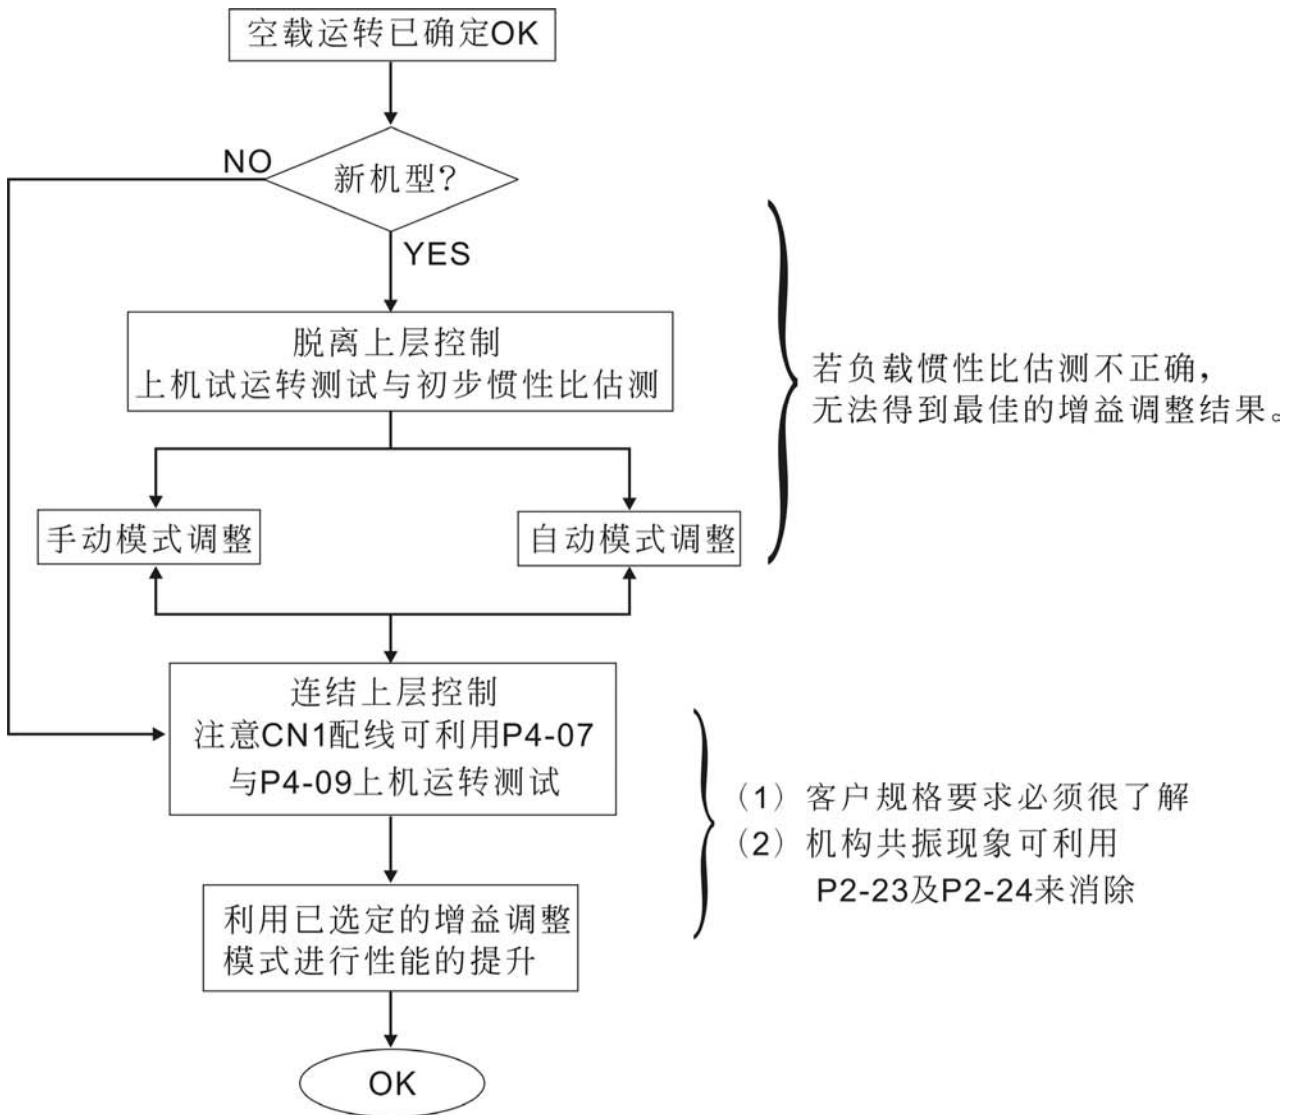 空载运转已确定OK
NO
新机型？
YES
脱离上层控制
上机试运转测试与初步惯性比估测
若负载惯性比估测不正确，
无法得到最佳的增益调整结果。
手动模式调整
自动模式调整
连结上层控制
注意CN1配线可利用P4-07
与P4-09上机运转测试
（1）客户规格要求必须很了解
（2）机构共振现象可利用
P2-23及P2-24来消除
利用已选定的增益调整
模式进行性能的提升
OK